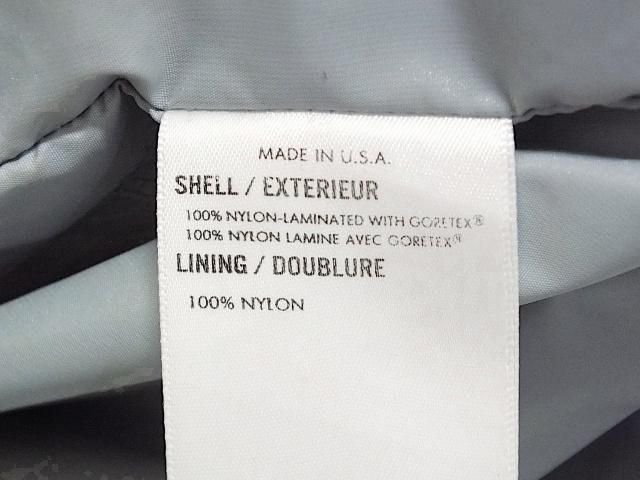 MADE IN U.S.A.
SHELL / EXTERIEUR
100% NYLON-LAMINATED WITH GORETEX®
100% NYLON LAMINE AVEC GORETEX®
LINING / DOUBLURE
100% NYLON